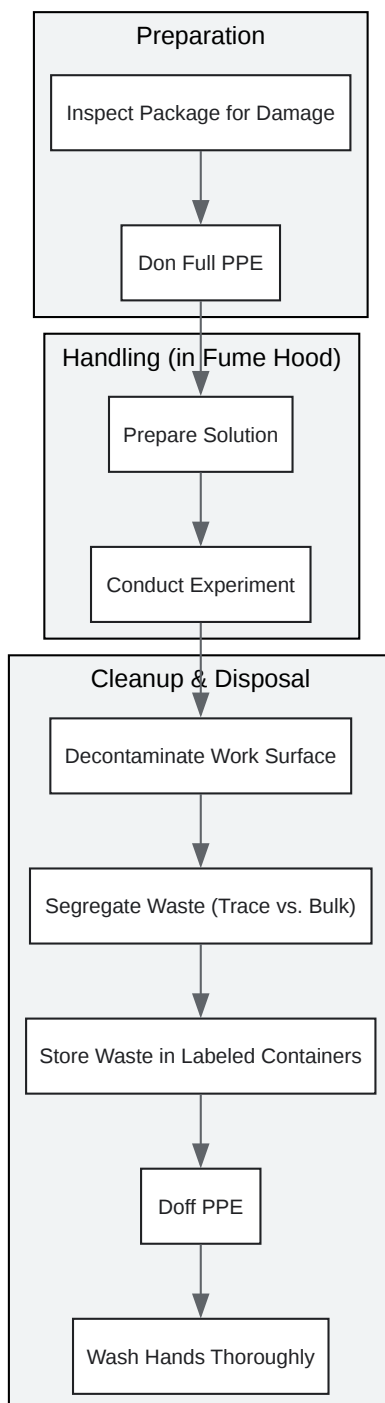 Preparation
Inspect Package for Damage
Don Full PPE
Handling (in Fume Hood)
Prepare Solution
Conduct Experiment
Cleanup & Disposal
Decontaminate Work Surface
Segregate Waste (Trace vs. Bulk)
Store Waste in Labeled Containers
Doff PPE
Wash Hands Thoroughly